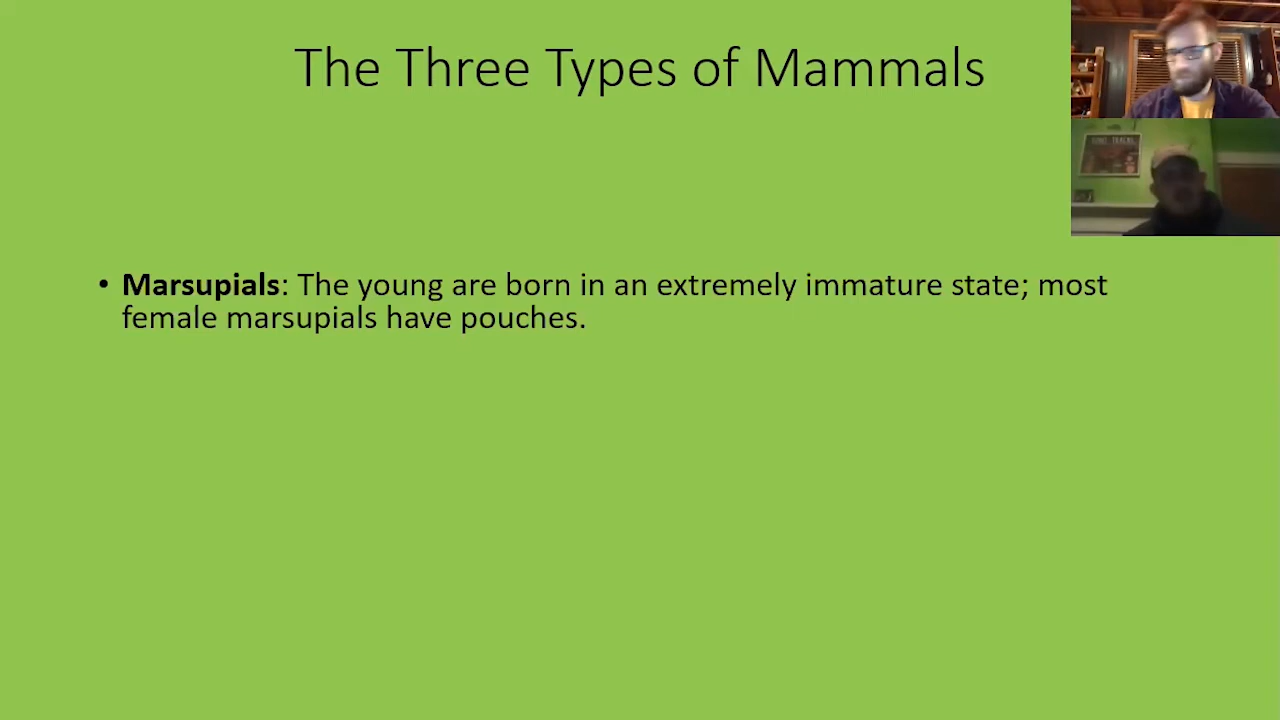 The Three Types of Mammals
• Marsupials: The young are born in an extremely immature state; most
female marsupials have pouches.